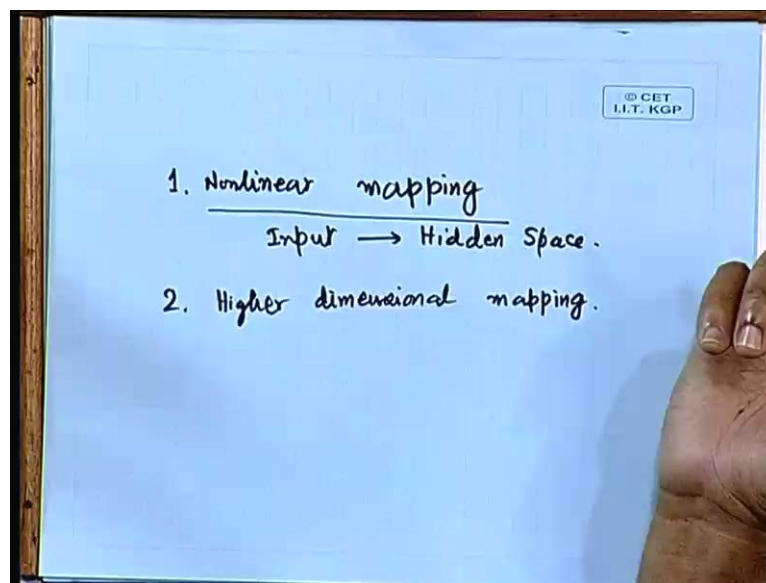 © CET
I.I.T. KGP
1. Nonlinear mapping
Input → Hidden Space.
2. Higher dimensional mapping.